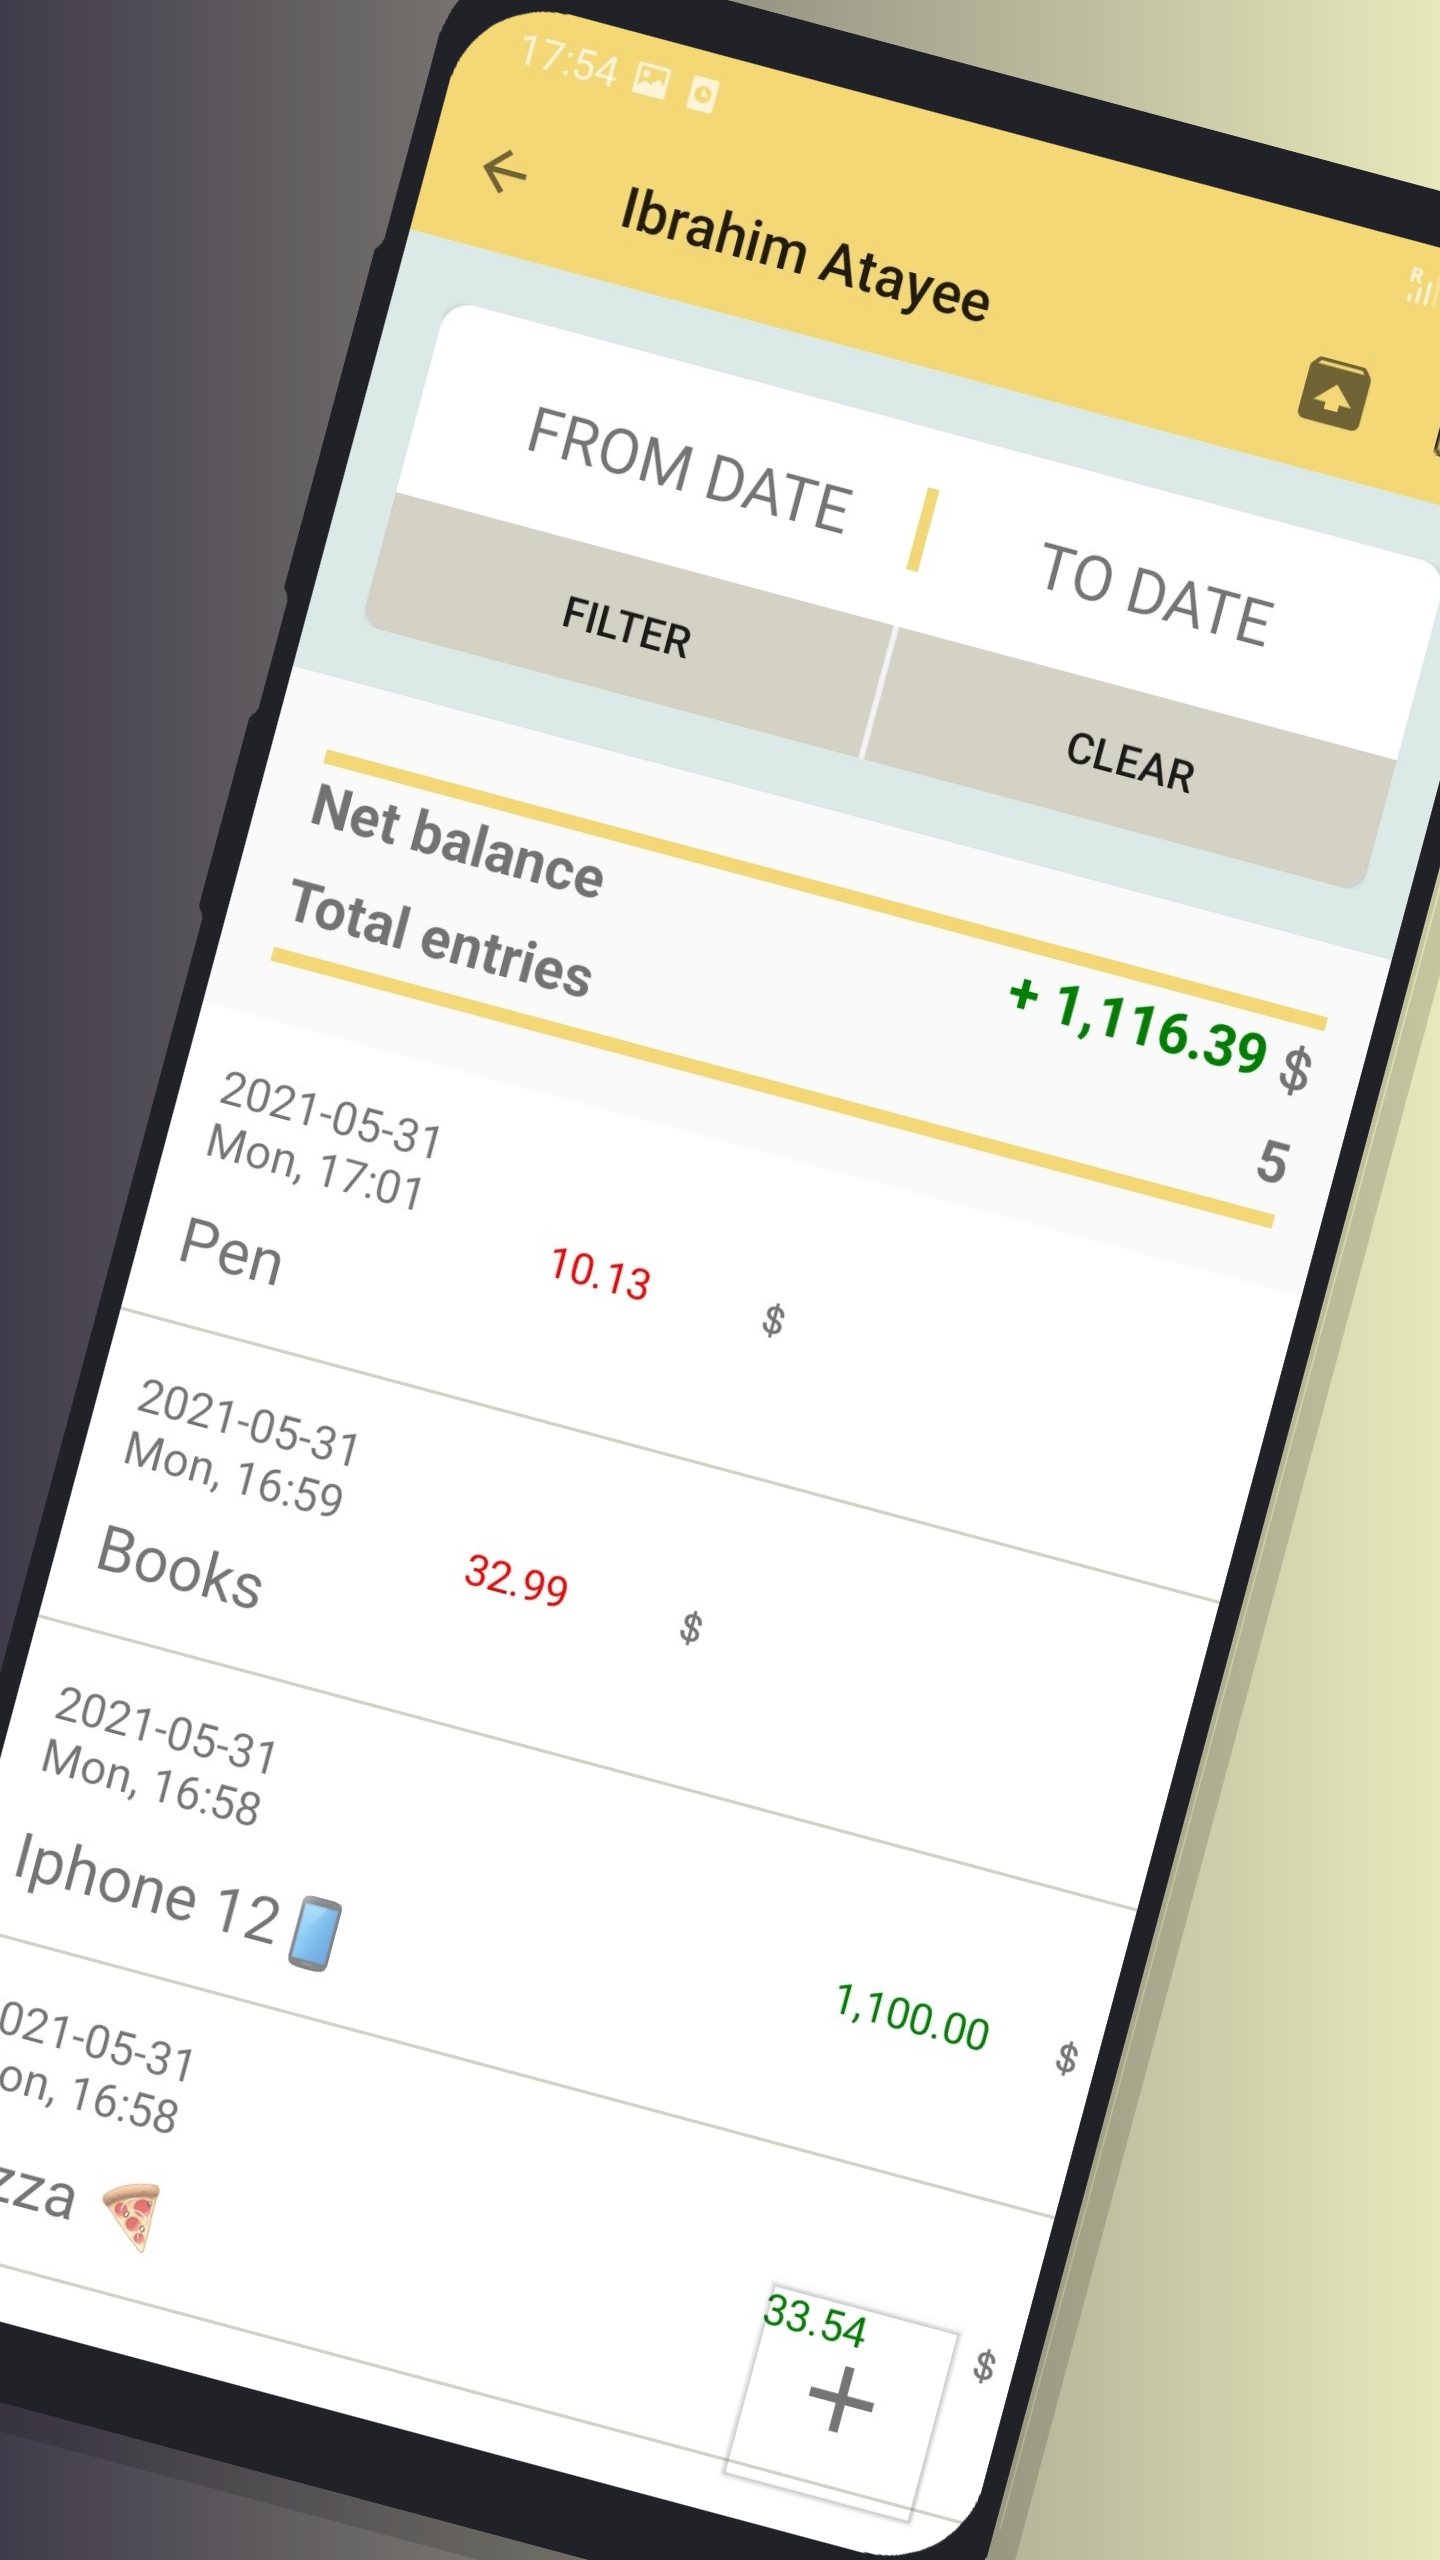 17:54
Ibrahim Atayee
R
FROM DATE
TO DATE
FILTER
CLEAR
Net balance
+ 1,116.39 $
Total entries
5
2021-05-31
Mon, 17:01
Pen
10.13 $
2021-05-31
Mon, 16:59
Books
32.99 $
2021-05-31
Mon, 16:58
Iphone 12📱
1,100.00 $
021-05-31
on, 16:58
zza 🍕
33.54 $
+